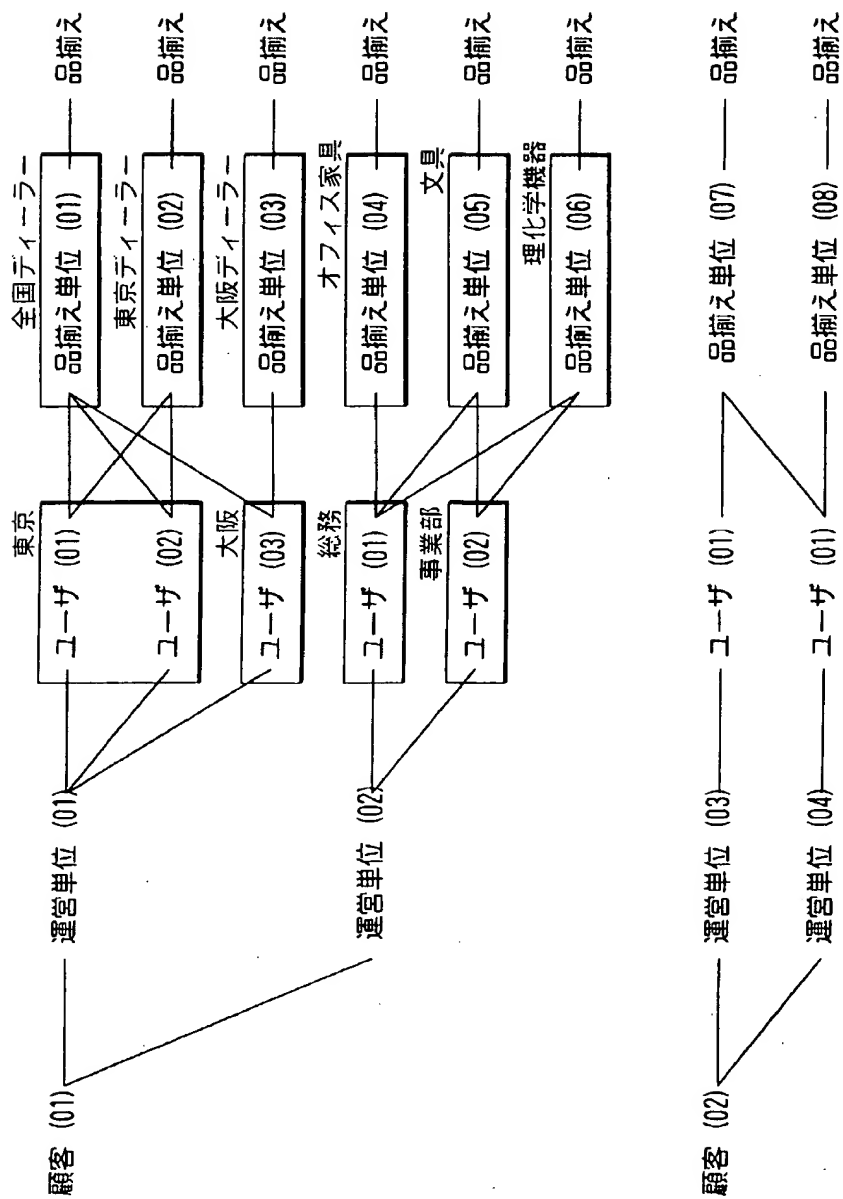 全国ディーラー
顧客 (01) 運営単位 (01) 東京 ユーザ (01) 品揃え単位 (01) 品揃え
東京ディーラー
ユーザ (02) 品揃え単位 (02) 品揃え
大阪ディーラー
大阪 ユーザ (03) 品揃え単位 (03) 品揃え
オフィス家具
運営単位 (02) 総務 ユーザ (01) 品揃え単位 (04) 品揃え
文具
事業部 ユーザ (02) 品揃え単位 (05) 品揃え
理化学機器
品揃え単位 (06) 品揃え
顧客 (02) 運営単位 (03) ユーザ (01) 品揃え単位 (07) 品揃え
運営単位 (04) ユーザ (01) 品揃え単位 (08) 品揃え